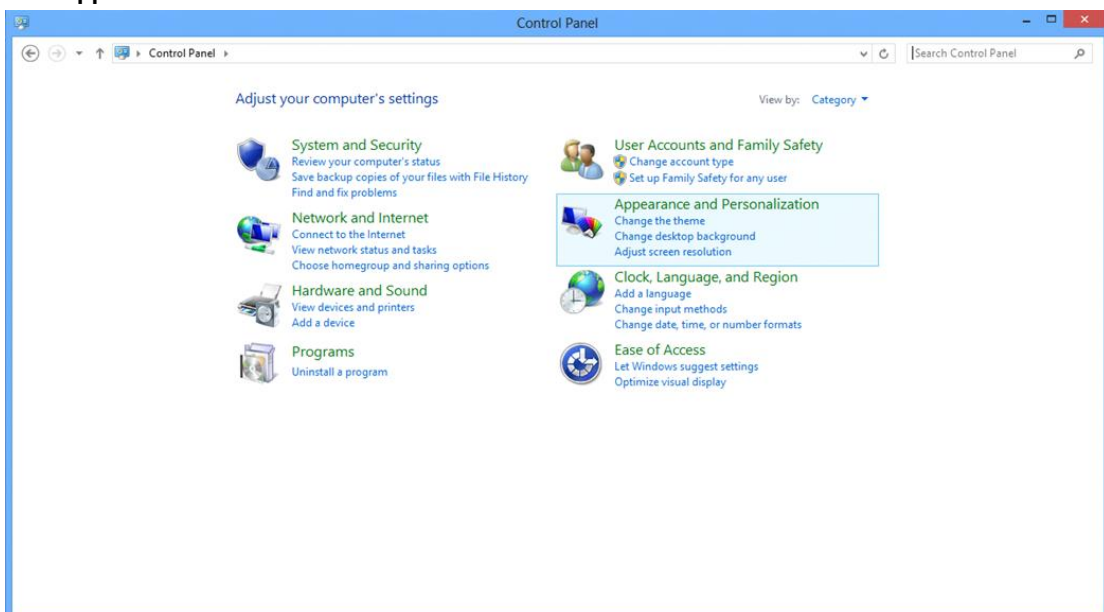 Control Panel
Control Panel
Search Control Panel
Adjust your computer's settings
View by: Category
System and Security
Review your computer's status
Save backup copies of your files with File History
Find and fix problems
Network and Internet
Connect to the Internet
View network status and tasks
Choose homegroup and sharing options
Hardware and Sound
View devices and printers
Add a device
Programs
Uninstall a program
User Accounts and Family Safety
Change account type
Set up Family Safety for any user
Appearance and Personalization
Change the theme
Change desktop background
Adjust screen resolution
Clock, Language, and Region
Add a language
Change input methods
Change date, time, or number formats
Ease of Access
Let Windows suggest settings
Optimize visual display